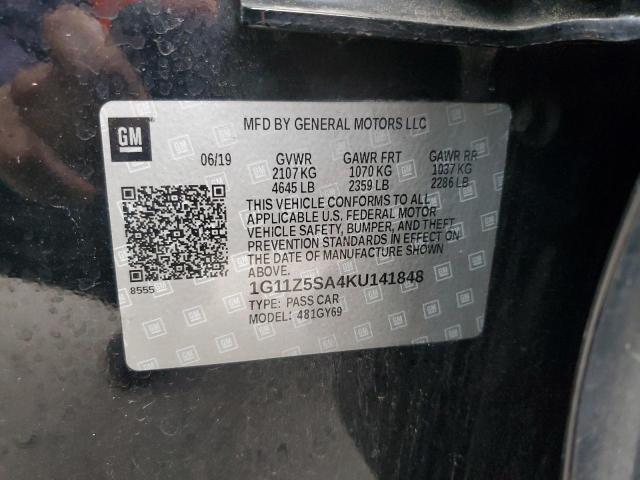 GM
MFD BY GENERAL MOTORS LLC
06/19 GVWR GAWR FRT GAWR RR
2107 KG 1070 KG 1037 KG
4645 LB 2359 LB 2286 LB
THIS VEHICLE CONFORMS TO ALL
APPLICABLE U.S. FEDERAL MOTOR
VEHICLE SAFETY, BUMPER, AND THEFT
PREVENTION STANDARDS IN EFFECT ON
THE DATE OF MANUFACTURE SHOWN
ABOVE.
8555
1G11Z5SA4KU141848
TYPE: PASS CAR
MODEL: 481GY69